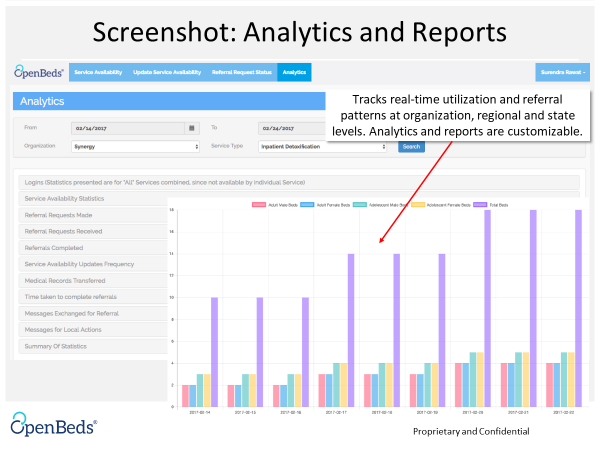 Screenshot: Analytics and Reports
OpenBeds®
Service Availability
Update Service Availability
Referral Request Status
Analytics
Surendra Rawat
Analytics
Tracks real-time utilization and referral
patterns at organization, regional and state
levels. Analytics and reports are customizable.
From
02/14/2017
To
02/24/2017
Organization
Synergy
Service Type
Inpatient Detoxification
Search
Logins (Statistics presented are for "All" Services combined, since not available by individual Service)
Service Availability Statistics
Referral Requests Made
Referral Requests Received
Referrals Completed
Service Availability Updates Frequency
Medical Records Transferred
Time taken to complete referrals
Messages Exchanged for Referral
Messages for Local Actions
Summary Of Statistics
Adult Male Beds
Adult Female Beds
Adolescent Male Beds
Adolescent Female Beds
Total Beds
18
16
14
8
6
4
2
0
2017-02-14
2017-02-15
2017-02-16
2017-02-17
2017-02-18
2017-02-19
2017-02-20
2017-02-21
2017-02-22
OpenBeds®
Proprietary and Confidential